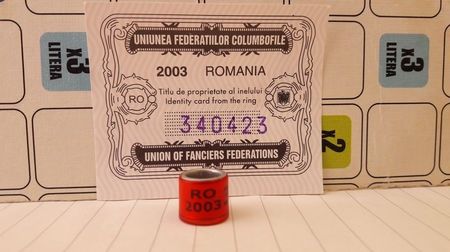 UNIUNEA FEDERATIILOR COLUMBOFILE
2003 ROMANIA
Titlu de proprietate al inelului
Identity card from the ring
RO
340423
UNION OF FANCIERS FEDERATIONS
RO
2003
X3
LITERA
X3
LITERA
X2